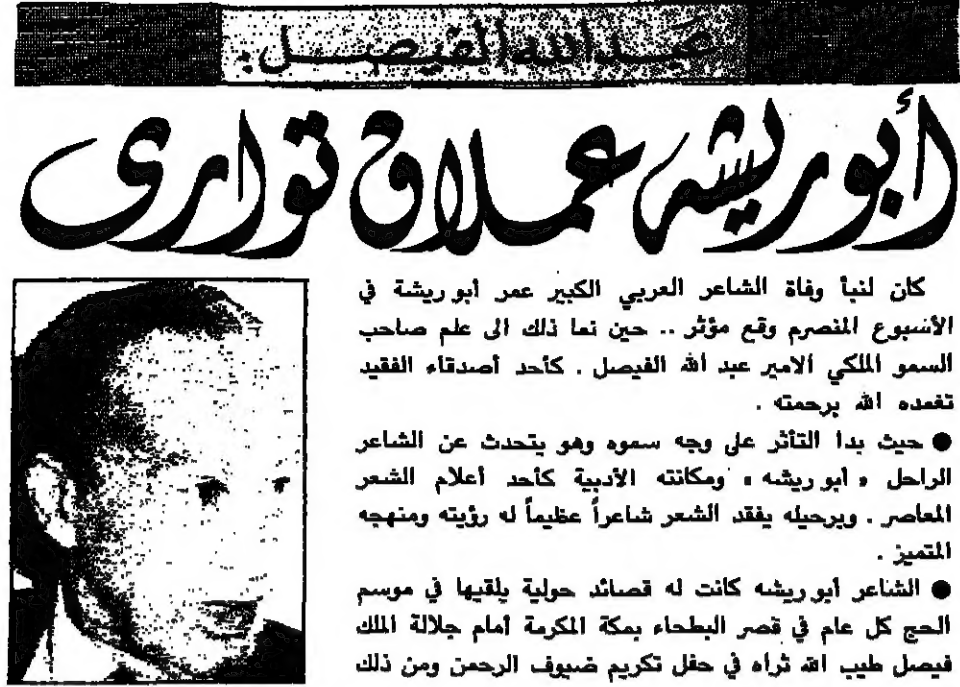 عبدالله الفيصل:
أبو ريشه عملاق توارى
كان لنبأ وفاة الشاعر العربي الكبير عمر أبو ريشة في
الأسبوع المنصرم وقع مؤثر .. حين نما ذلك الى علم صاحب
السمو الملكي الامير عبد الله الفيصل . كأحد أصدقاء الفقيد
تغمده الله برحمته .
● حيث بدا التأثر على وجه سموه وهو يتحدث عن الشاعر
الراحل « أبو ريشه » ومكانته الأدبية كأحد أعلام الشعر
المعاصر . وبرحيله يفقد الشعر شاعراً عظيماً له رؤيته ومنهجه
المتميز .
● الشاعر أبو ريشه كانت له قصائد حولية يلقيها في موسم
الحج كل عام في قصر البطحاء بمكة المكرمة أمام جلالة الملك
فيصل طيب الله ثراه في حفل تكريم ضيوف الرحمن ومن ذلك